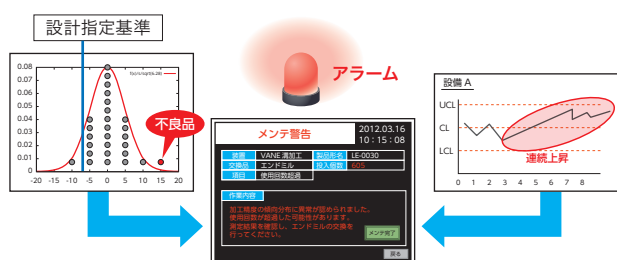 設計指定基準
0.08
0.07
0.06
0.05
0.04
0.03
0.02
0.01
-20 -15 -10 -5 0 5 10 15 20
不良品
アラーム
メンテ警告
2012.03.16
10：15：08
装置 VANE 溝加工 製品形名 LE-0030
交換品 エンドミル 投入個数 605
項目 使用回数超過
作業内容
加工精度の傾向分布に異常が認められました。
使用回数が超過した可能性があります。
測定結果を確認し、エンドミルの交換を
行ってください。
メンテ完了
戻る
設備 A
UCL
CL
LCL
連続上昇
0 1 2 3 4 5 6 7 8